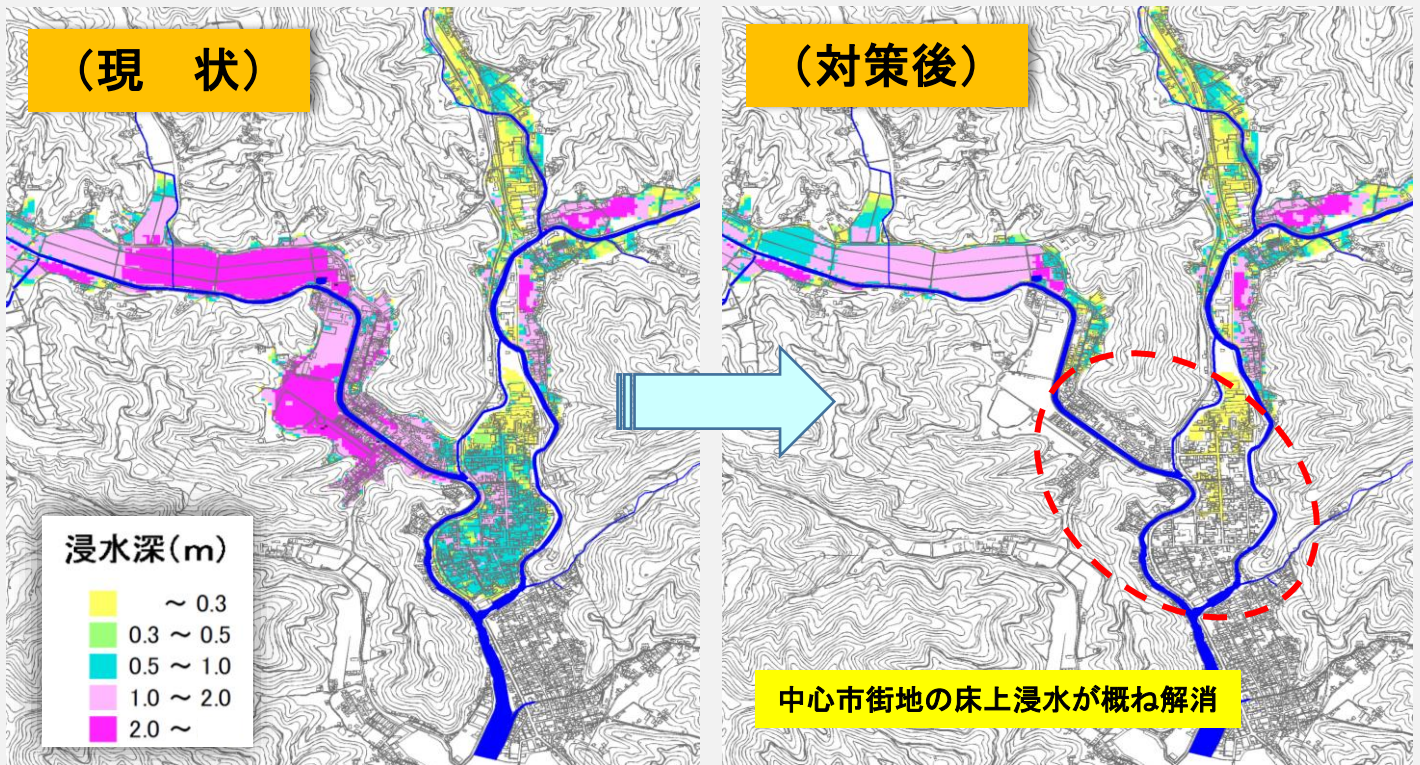 (現　状)
(対策後)
浸水深(m)
～ 0.3
0.3 ～ 0.5
0.5 ～ 1.0
1.0 ～ 2.0
2.0 ～
中心市街地の床上浸水が概ね解消